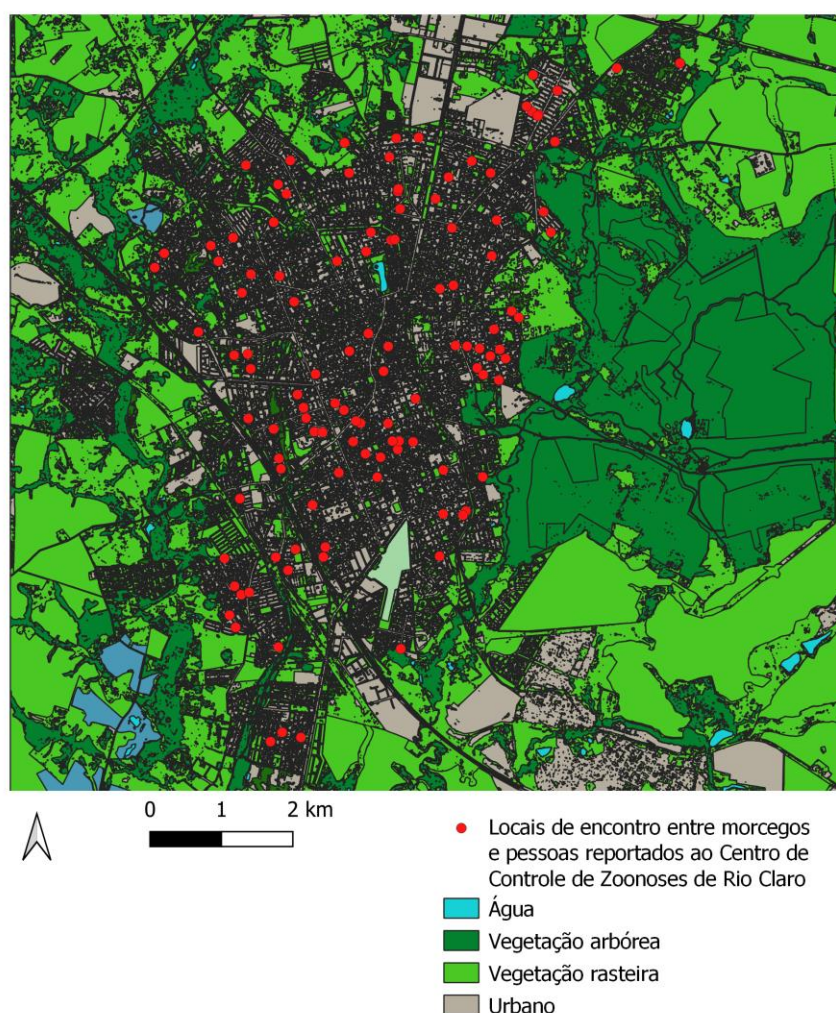 0 1 2 km
Locais de encontro entre morcegos
e pessoas reportados ao Centro de
Controle de Zoonoses de Rio Claro
Água
Vegetação arbórea
Vegetação rasteira
Urbano